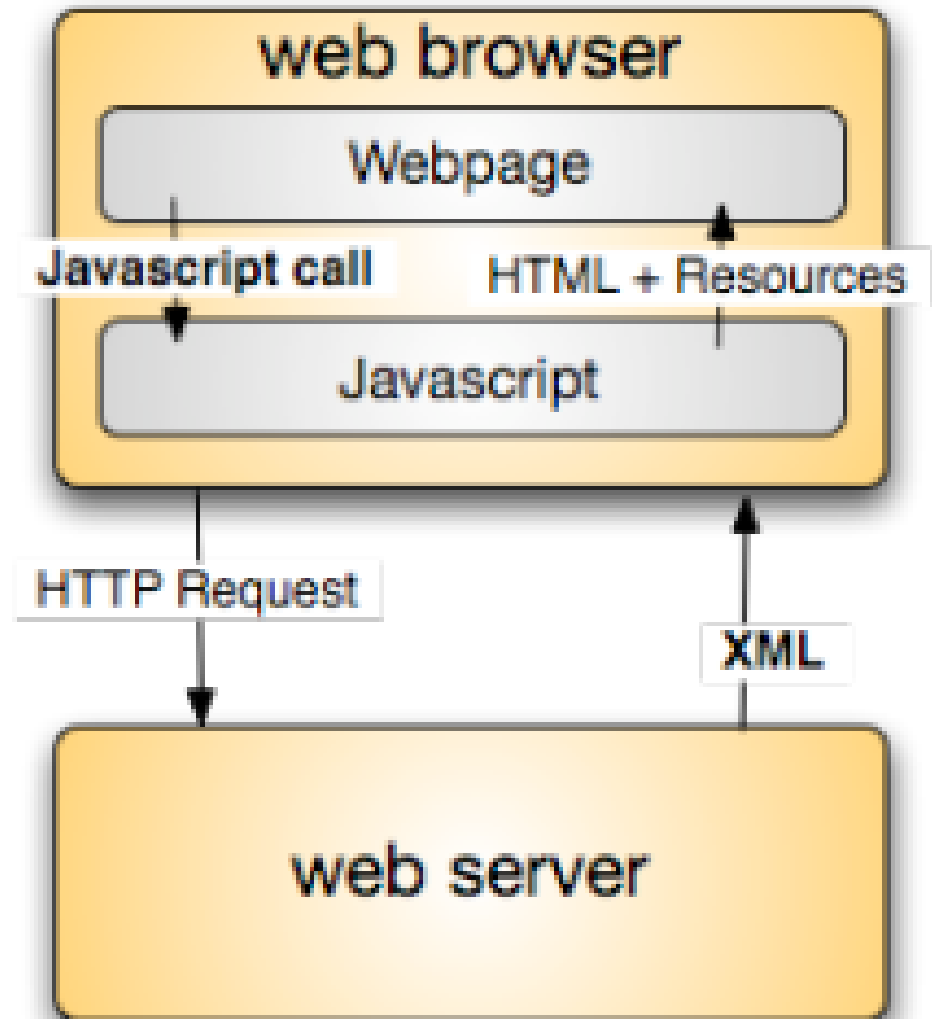 web browser
Webpage
Javascript call
HTML + Resources
Javascript
HTTP Request
XML
web server